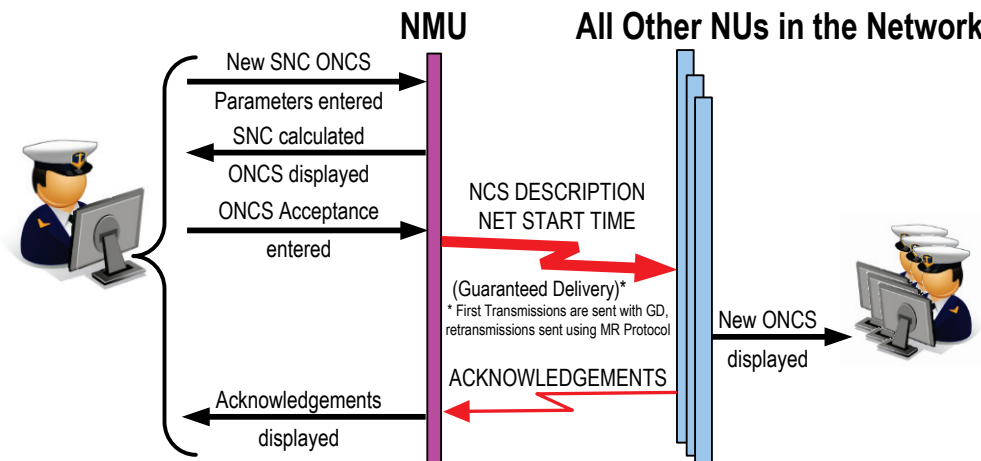 NMU
All Other NUs in the Network
New SNC ONCS
Parameters entered
SNC calculated
ONCS displayed
ONCS Acceptance
entered
NCS DESCRIPTION
NET START TIME
(Guaranteed Delivery)*
* First Transmissions are sent with GD,
retransmissions sent using MR Protocol
New ONCS
displayed
ACKNOWLEDGEMENTS
Acknowledgements
displayed